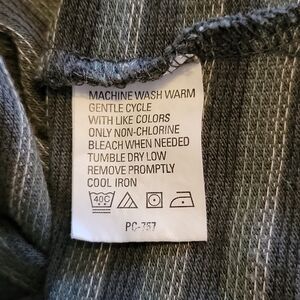 MACHINE WASH WARM
GENTLE CYCLE
WITH LIKE COLORS
ONLY NON-CHLORINE
BLEACH WHEN NEEDED
TUMBLE DRY LOW
REMOVE PROMPTLY
COOL IRON
40C
PC-757